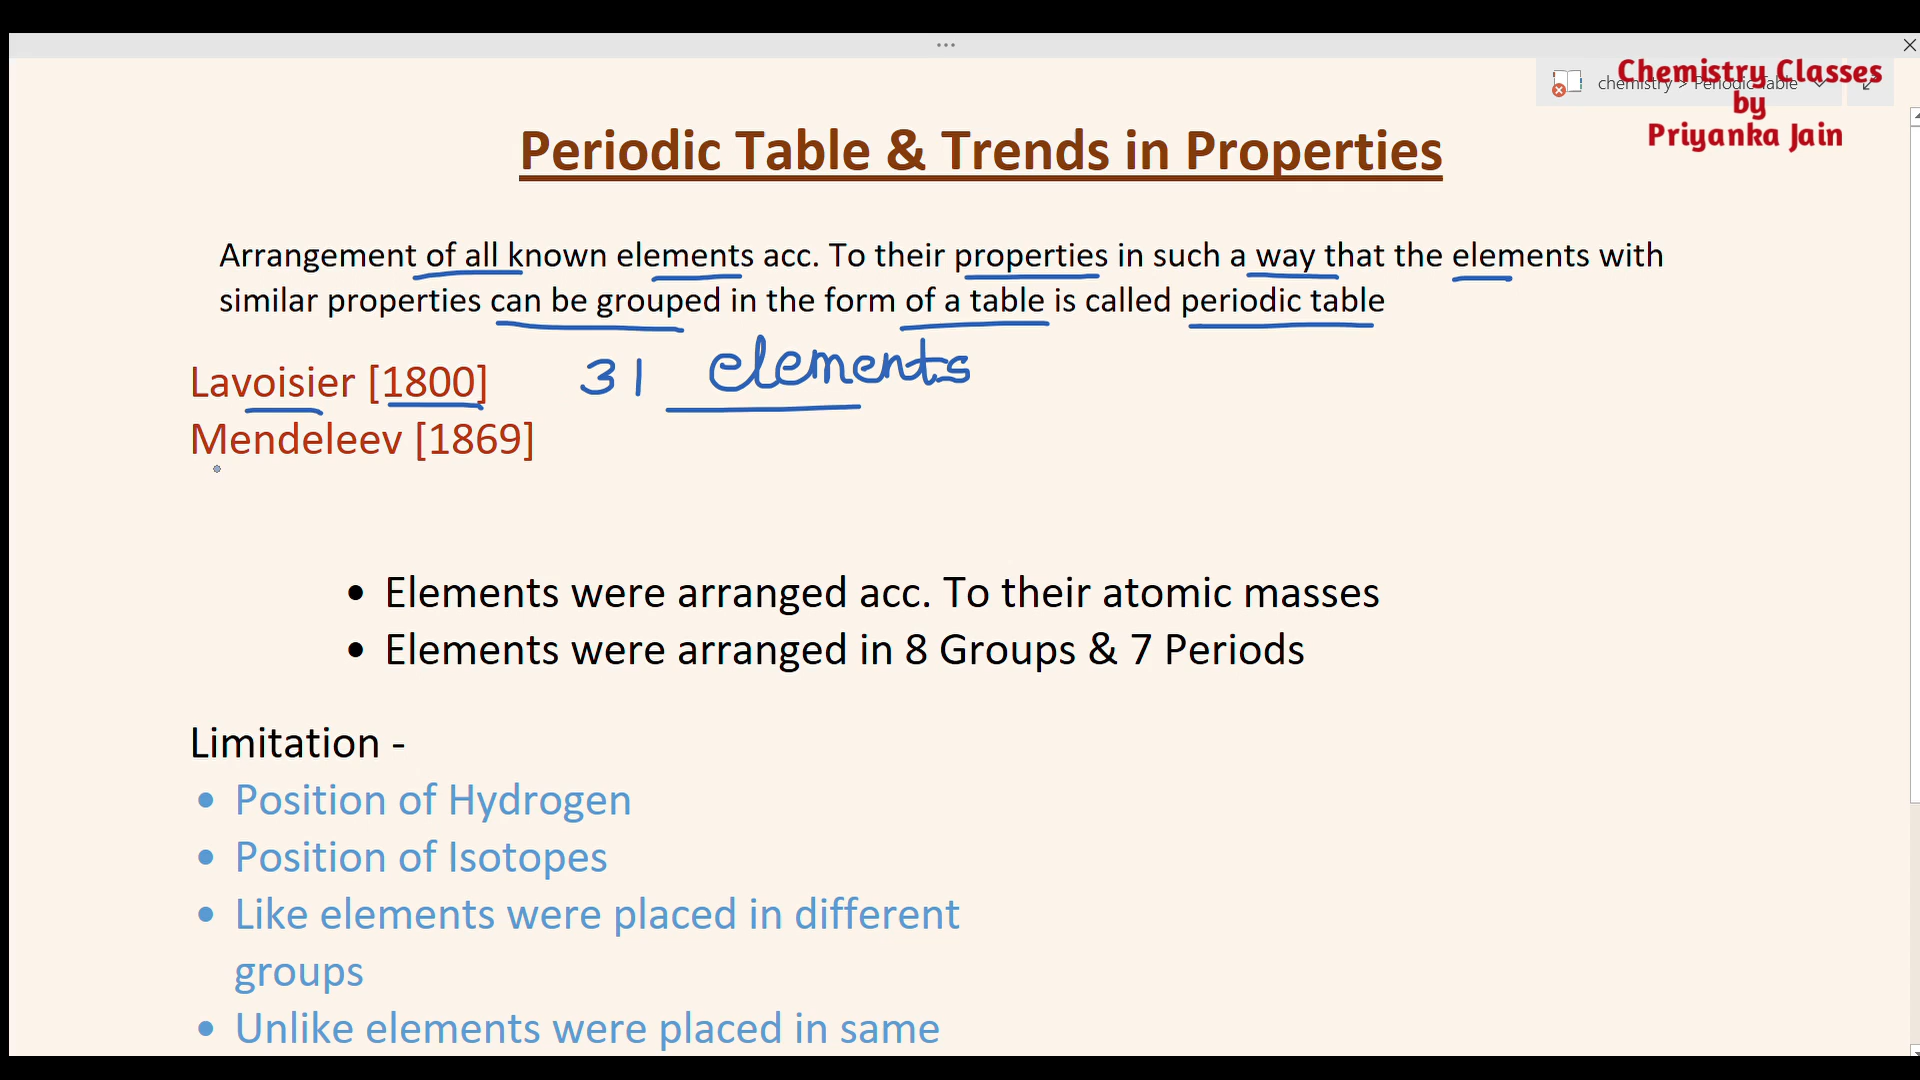 chemistry > Periodic Table
Chemistry Classes
by
Priyanka Jain
Periodic Table & Trends in Properties
Arrangement of all known elements acc. To their properties in such a way that the elements with
similar properties can be grouped in the form of a table is called periodic table
Lavoisier [1800] 31 elements
Mendeleev [1869]
• Elements were arranged acc. To their atomic masses
• Elements were arranged in 8 Groups & 7 Periods
Limitation -
• Position of Hydrogen
• Position of Isotopes
• Like elements were placed in different
groups
• Unlike elements were placed in same